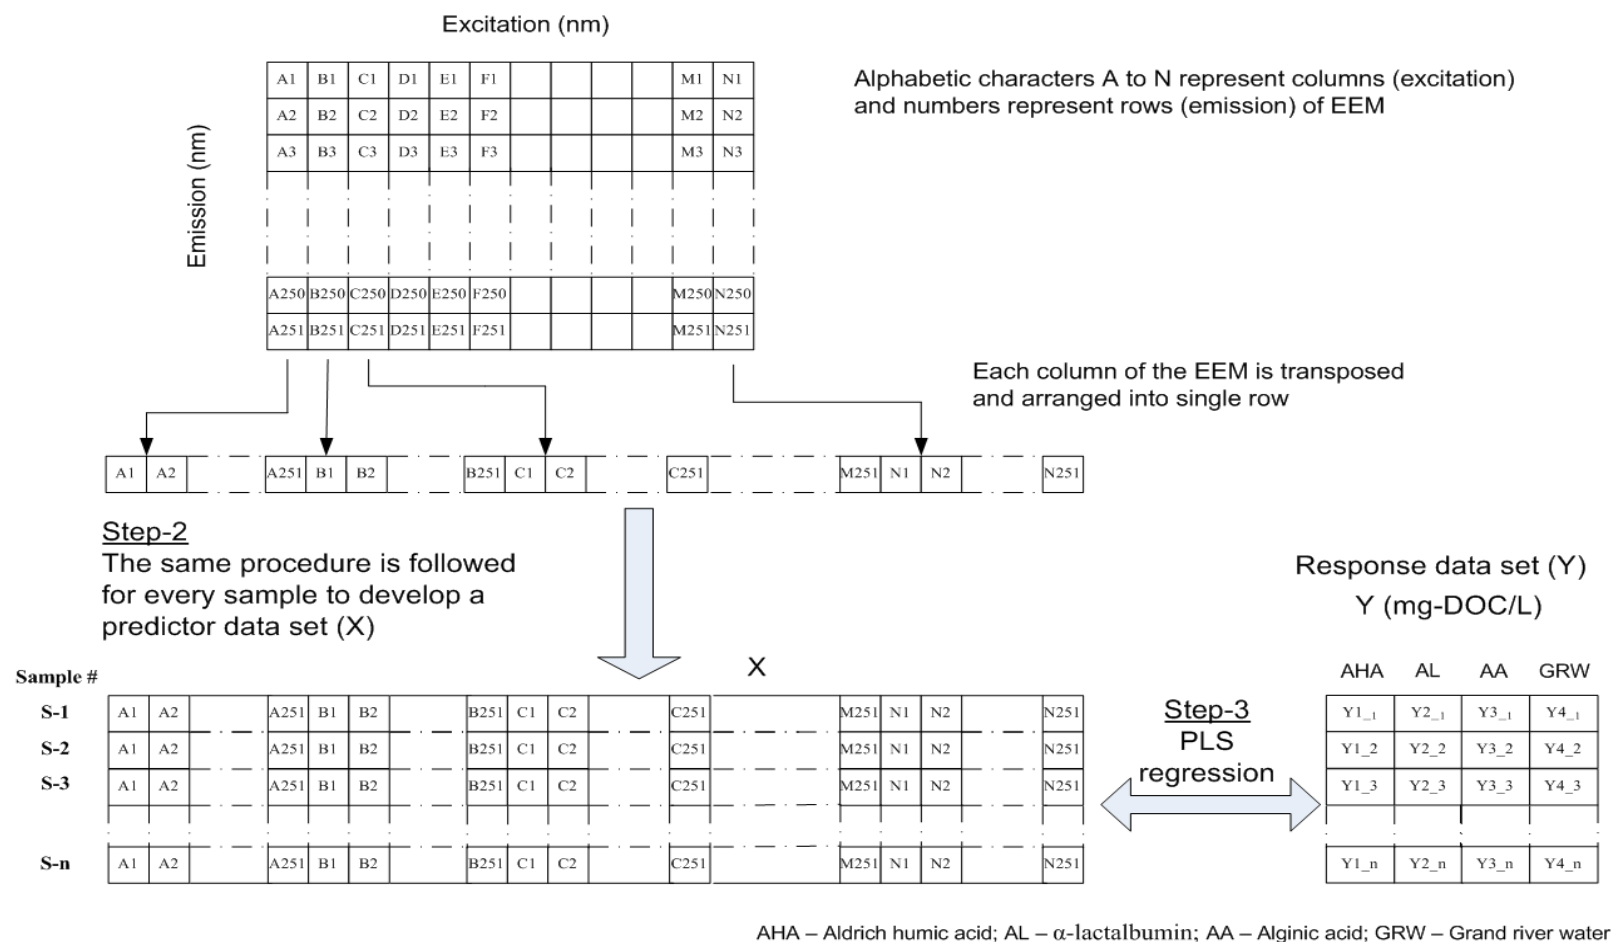 Excitation (nm)
A1 B1 C1 D1 E1 F1 M1 N1
A2 B2 C2 D2 E2 F2 M2 N2
A3 B3 C3 D3 E3 F3 M3 N3
Alphabetic characters A to N represent columns (excitation)
and numbers represent rows (emission) of EEM
Emission (nm)
A250 B250 C250 D250 E250 F250 M250 N250
A251 B251 C251 D251 E251 F251 M251 N251
Each column of the EEM is transposed
and arranged into single row
A1 A2 A251 B1 B2 B251 C1 C2 C251 M251 N1 N2 N251
Step-2
The same procedure is followed
for every sample to develop a
predictor data set (X)
Response data set (Y)
Y (mg-DOC/L)
X
Sample #
AHA AL AA GRW
S-1 A1 A2 A251 B1 B2 B251 C1 C2 C251 M251 N1 N2 N251
S-2 A1 A2 A251 B1 B2 B251 C1 C2 C251 M251 N1 N2 N251
S-3 A1 A2 A251 B1 B2 B251 C1 C2 C251 M251 N1 N2 N251
S-n A1 A2 A251 B1 B2 B251 C1 C2 C251 M251 N1 N2 N251
Step-3
PLS
regression
Y1_1 Y2_1 Y3_1 Y4_1
Y1_2 Y2_2 Y3_2 Y4_2
Y1_3 Y2_3 Y3_3 Y4_3
Y1_n Y2_n Y3_n Y4_n
AHA – Aldrich humic acid; AL – α-lactalbumin; AA – Alginic acid; GRW – Grand river water